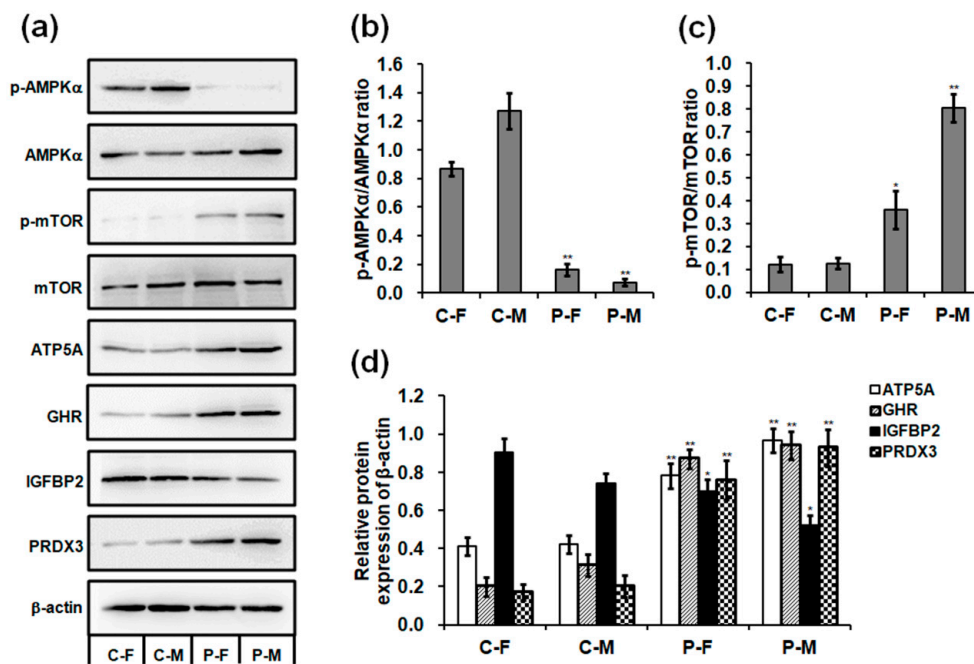 (a)
p-AMPKα
AMPKα
p-mTOR
mTOR
ATP5A
GHR
IGFBP2
PRDX3
β-actin
C-F C-M P-F P-M
(b)
p-AMPKα/AMPKα ratio
1.6
1.4
1.2
1.0
0.8
0.6
0.4
0.2
0.0
** **
C-F C-M P-F P-M
(c)
p-mTOR/mTOR ratio
1.0
0.9
0.8
0.7
0.6
0.5
0.4
0.3
0.2
0.1
0.0
* **
C-F C-M P-F P-M
(d)
Relative protein
expression of β-actin
1.2
1.0
0.8
0.6
0.4
0.2
0.0
** ** * ** ** ** * **
C-F C-M P-F P-M
ATP5A
GHR
IGFBP2
PRDX3